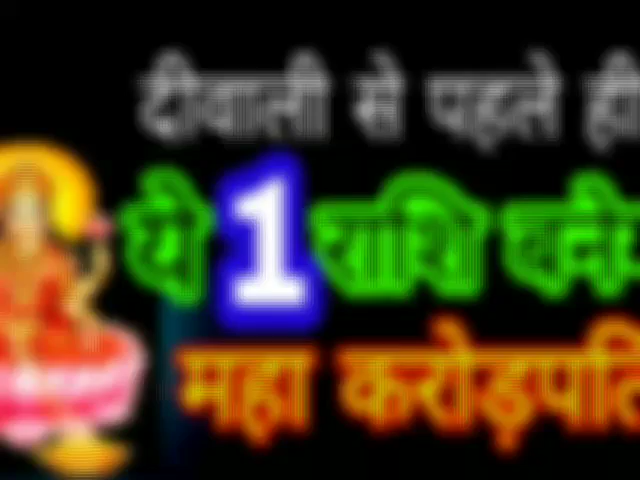 दीवाली से पहले ही
ये 1 राशि
महा करोड़पति